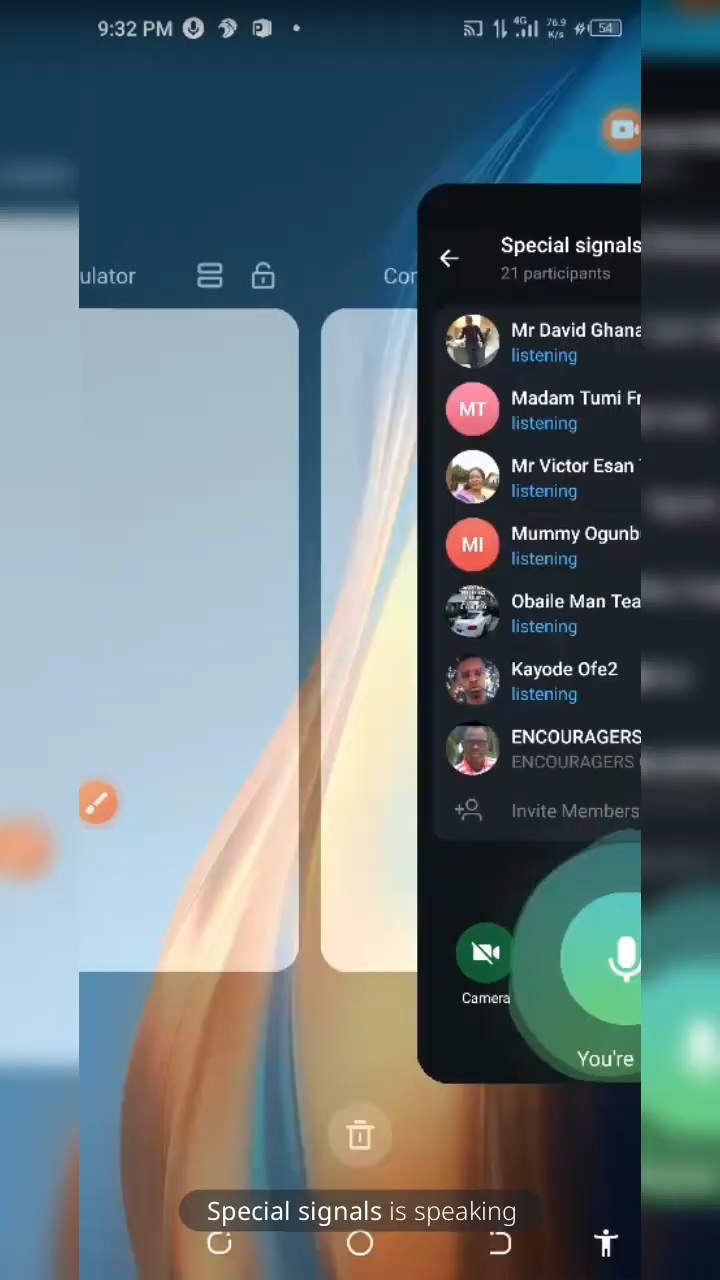 9:32 PM
4G
76.9
K/s
54
ulator
Cor
Special signals
21 participants
Mr David Ghana
listening
MT
Madam Tumi Fr
listening
Mr Victor Esan
listening
MI
Mummy Ogunb
listening
Obaile Man Tea
listening
Kayode Ofe2
listening
ENCOURAGERS
ENCOURAGERS
Invite Members
Camera
You're
Special signals is speaking